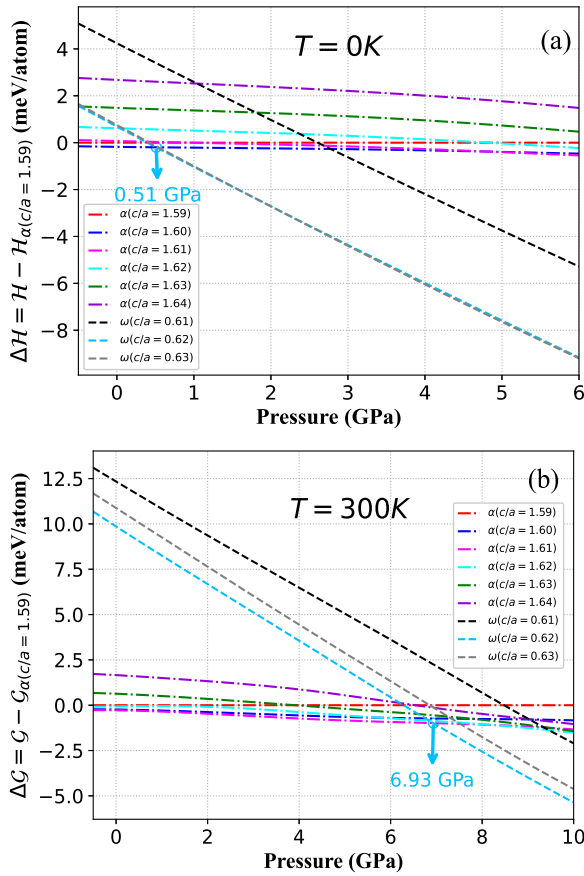 (a)
T = 0K
ΔH = H − Hα(c/a = 1.59) (meV/atom)
4
2
0
−2
−4
−6
−8
0.51 GPa
α(c/a = 1.59)
α(c/a = 1.60)
α(c/a = 1.61)
α(c/a = 1.62)
α(c/a = 1.63)
α(c/a = 1.64)
ω(c/a = 0.61)
ω(c/a = 0.62)
ω(c/a = 0.63)
0 1 2 3 4 5 6
Pressure (GPa)
(b)
T = 300K
ΔG = G − Gα(c/a = 1.59) (meV/atom)
12.5
10.0
7.5
5.0
2.5
0.0
−2.5
−5.0
α(c/a = 1.59)
α(c/a = 1.60)
α(c/a = 1.61)
α(c/a = 1.62)
α(c/a = 1.63)
α(c/a = 1.64)
ω(c/a = 0.61)
ω(c/a = 0.62)
ω(c/a = 0.63)
6.93 GPa
0 2 4 6 8 10
Pressure (GPa)